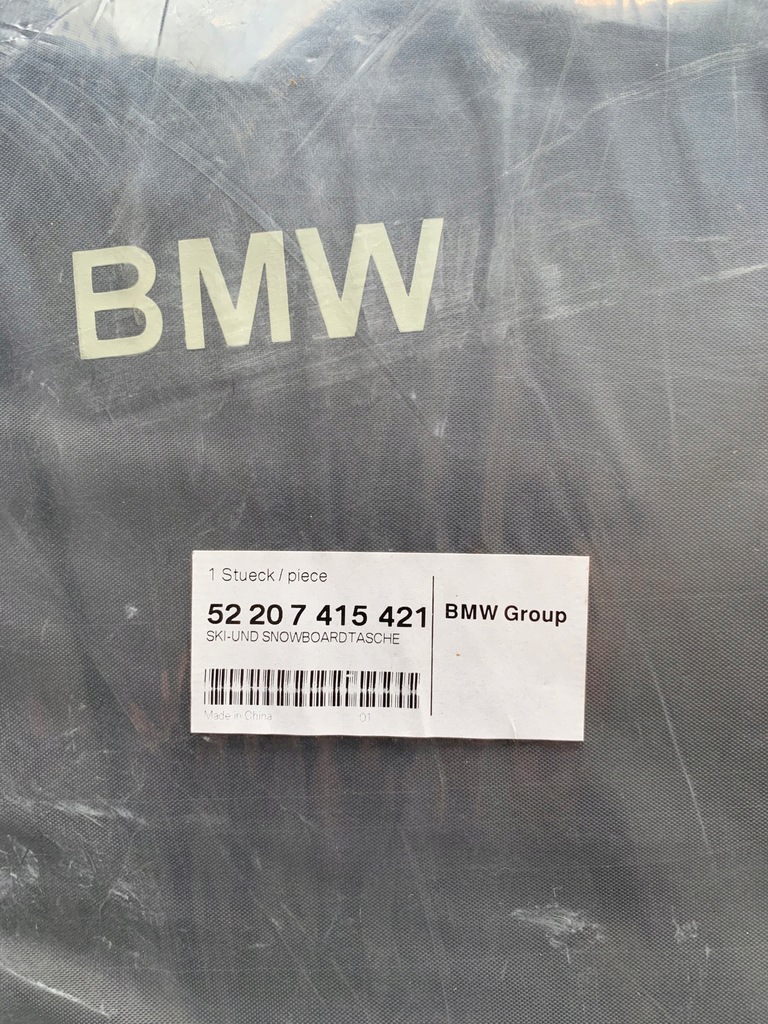 BMW
1 Stueck / piece
52 20 7 415 421
SKI-UND SNOWBOARDTASCHE
Made in China 01
BMW Group